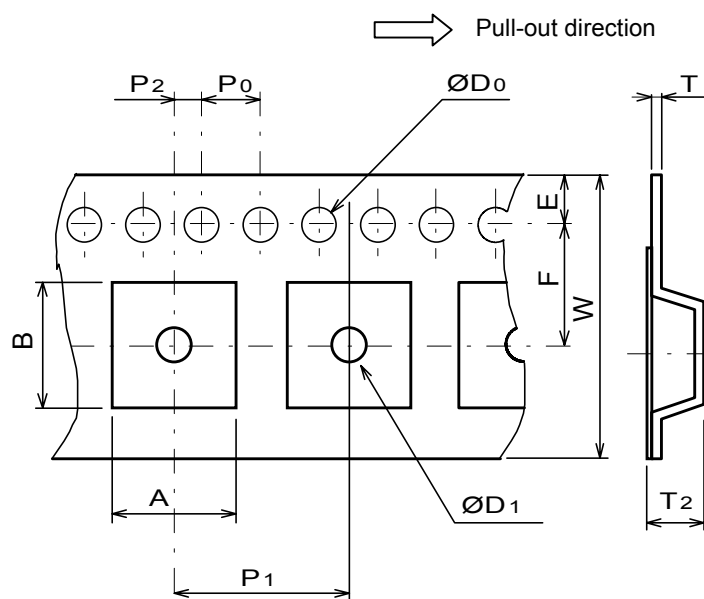 Pull-out direction
P2
P0
ØD0
T
E
F
W
B
A
ØD1
T2
P1